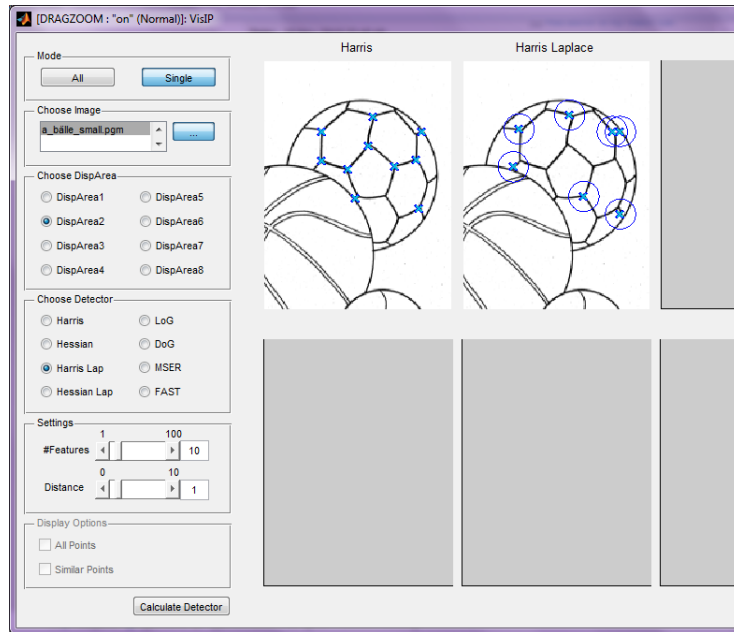 [DRAGZOOM : "on" (Normal)]: VisIP
Harris Harris Laplace
Mode
All Single
Choose Image
a_bälle_small.pgm ...
Choose DispArea
DispArea1 DispArea5
DispArea2 DispArea6
DispArea3 DispArea7
DispArea4 DispArea8
Choose Detector
Harris LoG
Hessian DoG
Harris Lap MSER
Hessian Lap FAST
Settings
1 100
#Features 10
0 10
Distance 1
Display Options
All Points
Similar Points
Calculate Detector